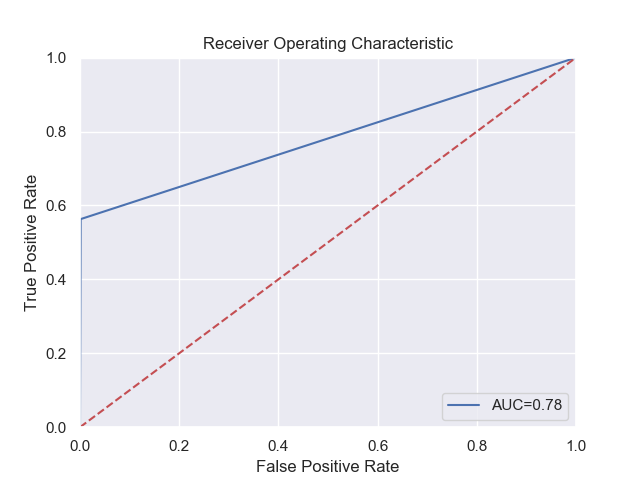 Receiver Operating Characteristic
True Positive Rate
1.0
0.8
0.6
0.4
0.2
0.0
AUC=0.78
0.0 0.2 0.4 0.6 0.8 1.0
False Positive Rate